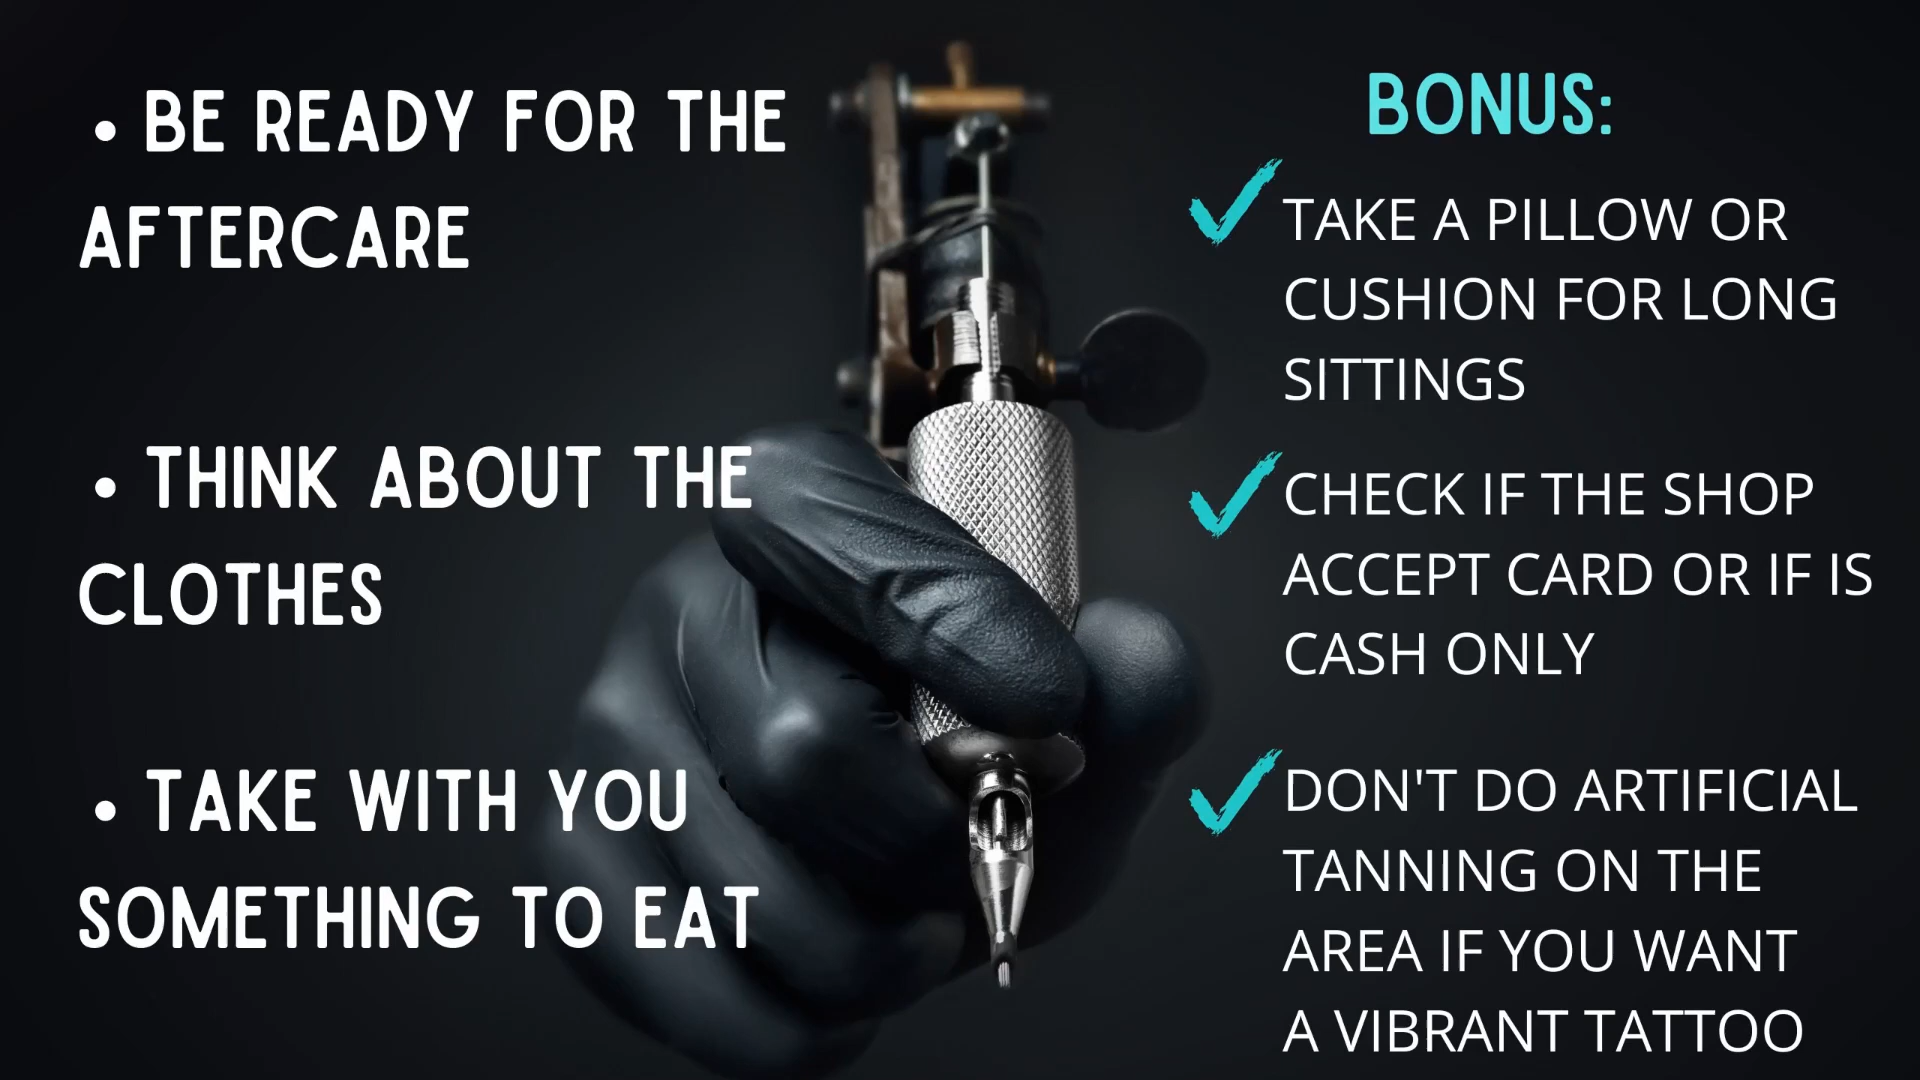 • BE READY FOR THE
AFTERCARE
• THINK ABOUT THE
CLOTHES
• TAKE WITH YOU
SOMETHING TO EAT
BONUS:
TAKE A PILLOW OR
CUSHION FOR LONG
SITTINGS
CHECK IF THE SHOP
ACCEPT CARD OR IF IS
CASH ONLY
DON'T DO ARTIFICIAL
TANNING ON THE
AREA IF YOU WANT
A VIBRANT TATTOO